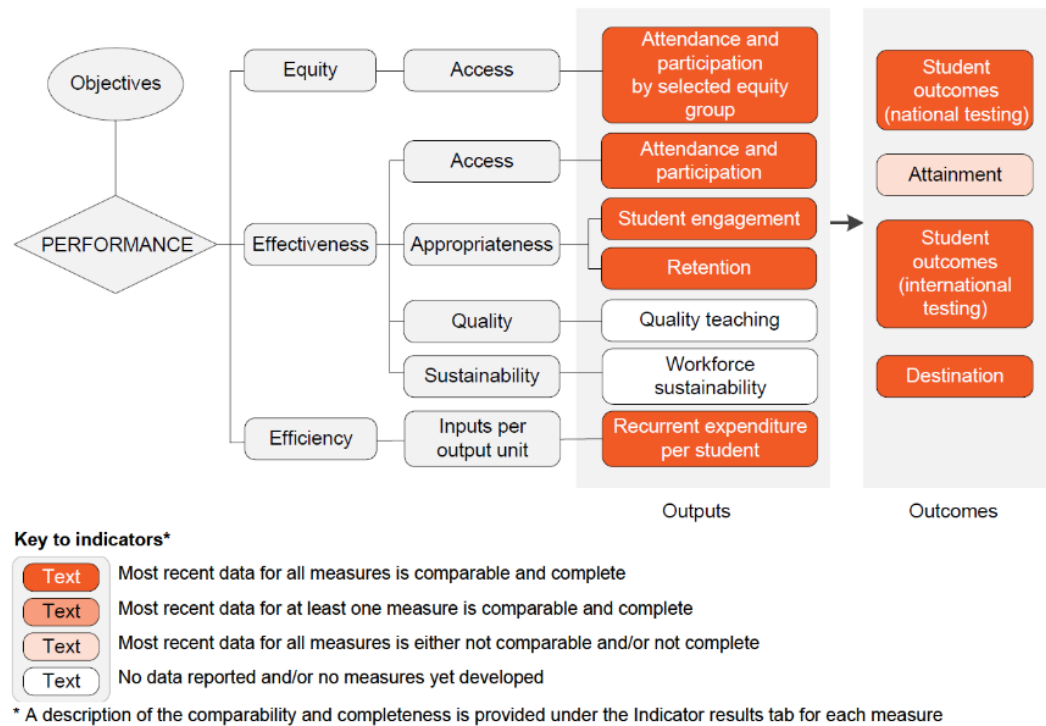 Objectives
PERFORMANCE
Equity
Access
Attendance and
participation
by selected equity
group
Effectiveness
Access
Attendance and
participation
Appropriateness
Student engagement
Retention
Quality
Quality teaching
Sustainability
Workforce
sustainability
Efficiency
Inputs per
output unit
Recurrent expenditure
per student
Outputs
Student
outcomes
(national testing)
Attainment
Student
outcomes
(international
testing)
Destination
Outcomes
Key to indicators*
Text Most recent data for all measures is comparable and complete
Text Most recent data for at least one measure is comparable and complete
Text Most recent data for all measures is either not comparable and/or not complete
Text No data reported and/or no measures yet developed
* A description of the comparability and completeness is provided under the Indicator results tab for each measure